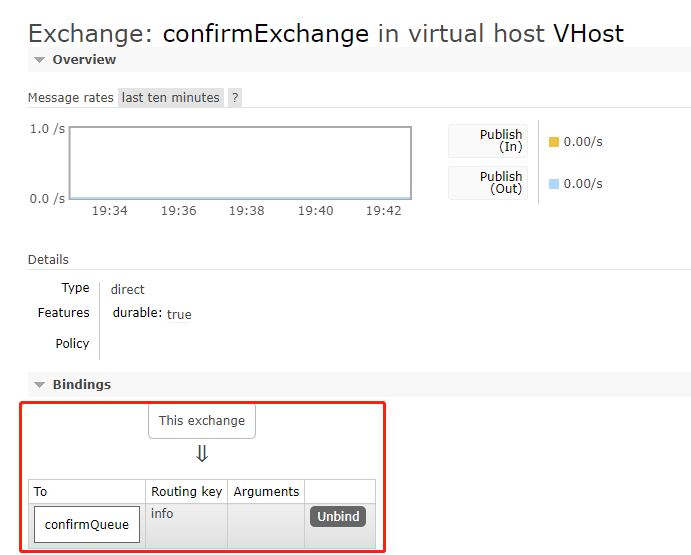 Exchange: confirmExchange in virtual host VHost
Overview
Message rates last ten minutes ?
1.0 /s
0.0 /s
19:34 19:36 19:38 19:40 19:42
Publish
(In)
0.00/s
Publish
(Out)
0.00/s
Details
Type direct
Features durable: true
Policy
Bindings
This exchange
⇓
To Routing key Arguments
confirmQueue info Unbind